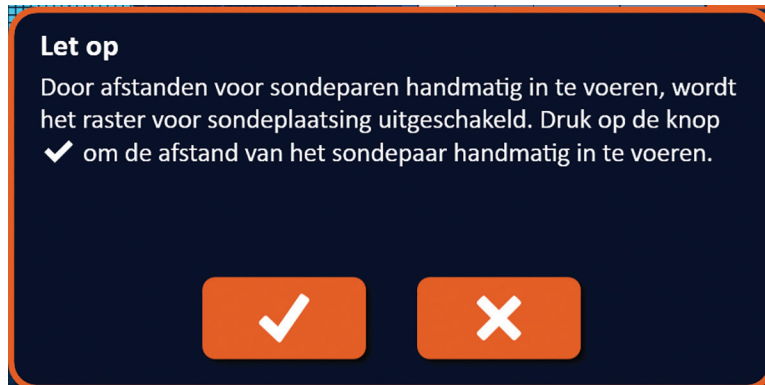 Let op
Door afstanden voor sondeparen handmatig in te voeren, wordt
het raster voor sondeplaatsing uitgeschakeld. Druk op de knop
✔ om de afstand van het sondepaar handmatig in te voeren.